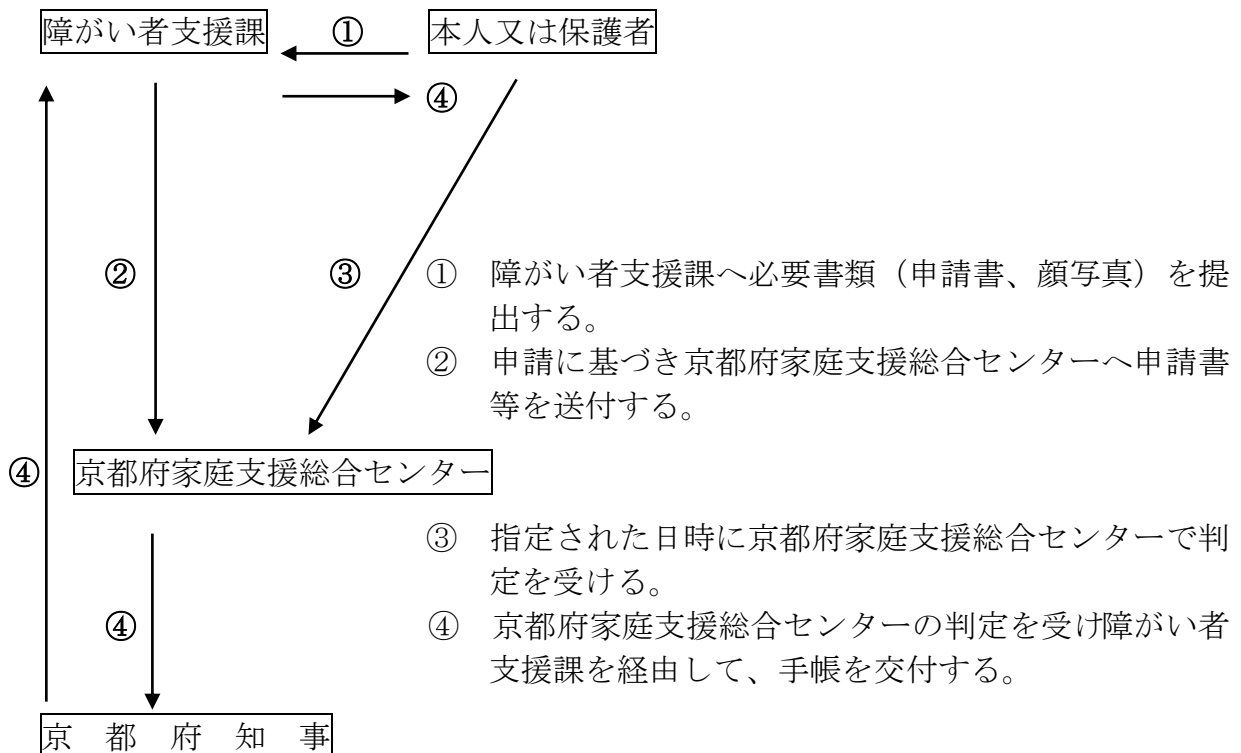 障がい者支援課 ① 本人又は保護者
④
② ③ ① 障がい者支援課へ必要書類（申請書、顔写真）を提
出する。
② 申請に基づき京都府家庭支援総合センターへ申請書
等を送付する。
④ 京都府家庭支援総合センター
③ 指定された日時に京都府家庭支援総合センターで判
定を受ける。
④ ④ 京都府家庭支援総合センターの判定を受け障がい者
支援課を経由して、手帳を交付する。
京 都 府 知 事